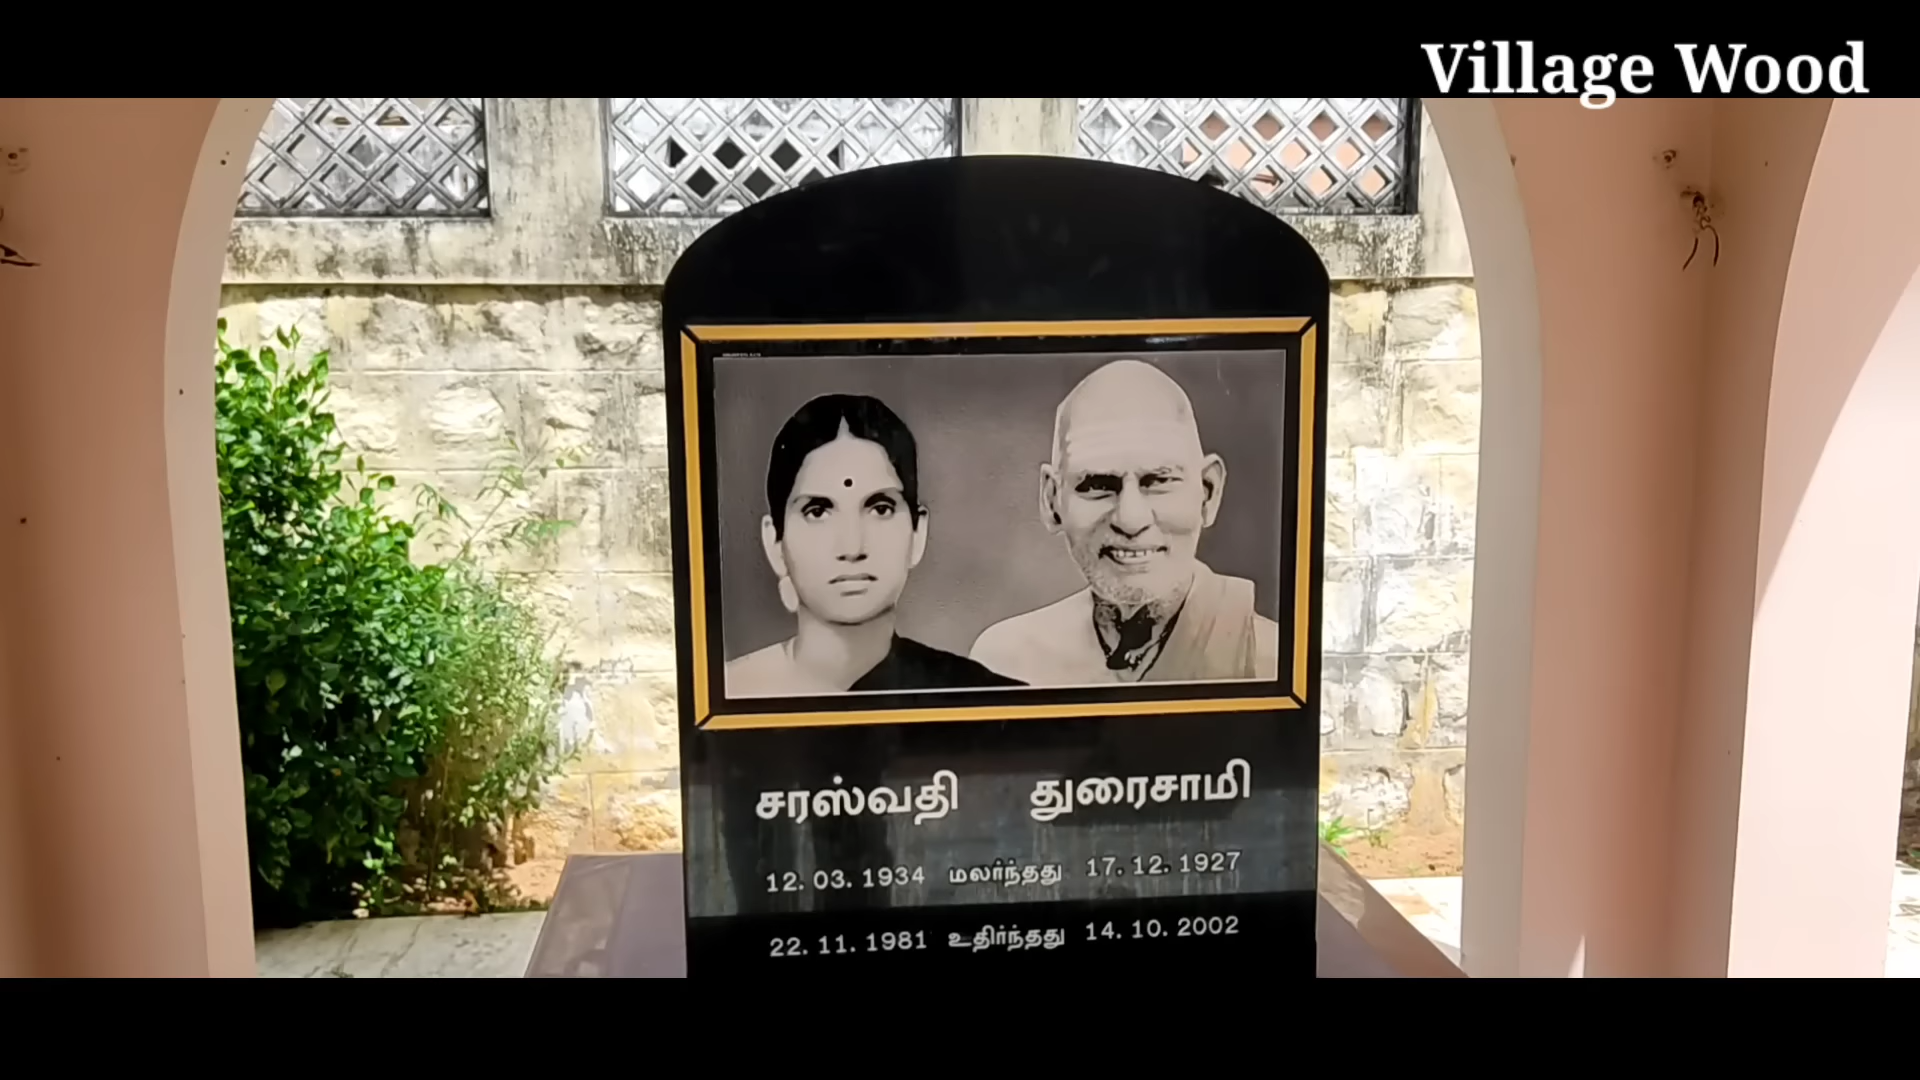 Village Wood
சரஸ்வதி துரைசாமி
12. 03. 1934 மலர்ந்தது 17. 12. 1927
22. 11. 1981 உதிர்ந்தது 14. 10. 2002